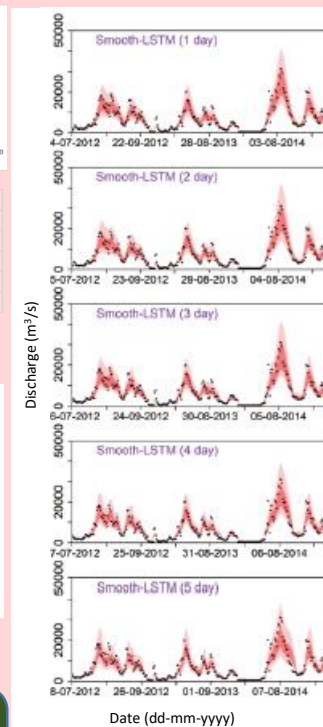 Smooth-LSTM (1 day)
50000
20000
0
4-07-2012 22-09-2012 28-08-2013 03-08-2014
Smooth-LSTM (2 day)
50000
20000
0
5-07-2012 23-09-2012 29-08-2013 04-08-2014
Smooth-LSTM (3 day)
50000
20000
0
6-07-2012 24-09-2012 30-08-2013 05-08-2014
Smooth-LSTM (4 day)
50000
20000
0
7-07-2012 25-09-2012 31-08-2013 06-08-2014
Smooth-LSTM (5 day)
50000
20000
0
8-07-2012 26-09-2012 01-09-2013 07-08-2014
Discharge (m³/s)
Date (dd-mm-yyyy)